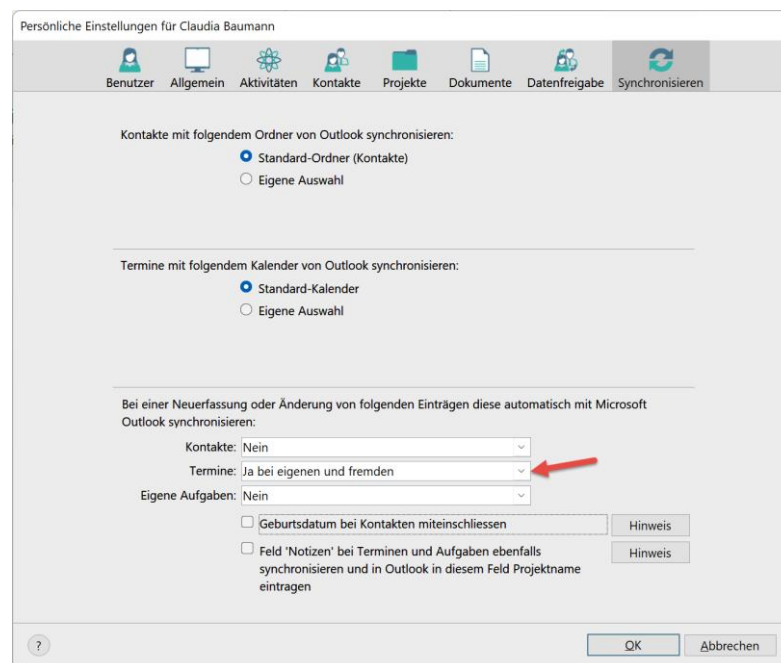 Persönliche Einstellungen für Claudia Baumann
Benutzer Allgemein Aktivitäten Kontakte Projekte Dokumente Datenfreigabe Synchronisieren
Kontakte mit folgendem Ordner von Outlook synchronisieren:
Standard-Ordner (Kontakte)
Eigene Auswahl
Termine mit folgendem Kalender von Outlook synchronisieren:
Standard-Kalender
Eigene Auswahl
Bei einer Neuerfassung oder Änderung von folgenden Einträgen diese automatisch mit Microsoft
Outlook synchronisieren:
Kontakte: Nein
Termine: Ja bei eigenen und fremden
Eigene Aufgaben: Nein
Geburtsdatum bei Kontakten miteinschliessen Hinweis
Feld 'Notizen' bei Terminen und Aufgaben ebenfalls Hinweis
synchronisieren und in Outlook in diesem Feld Projektname
eintragen
? OK Abbrechen